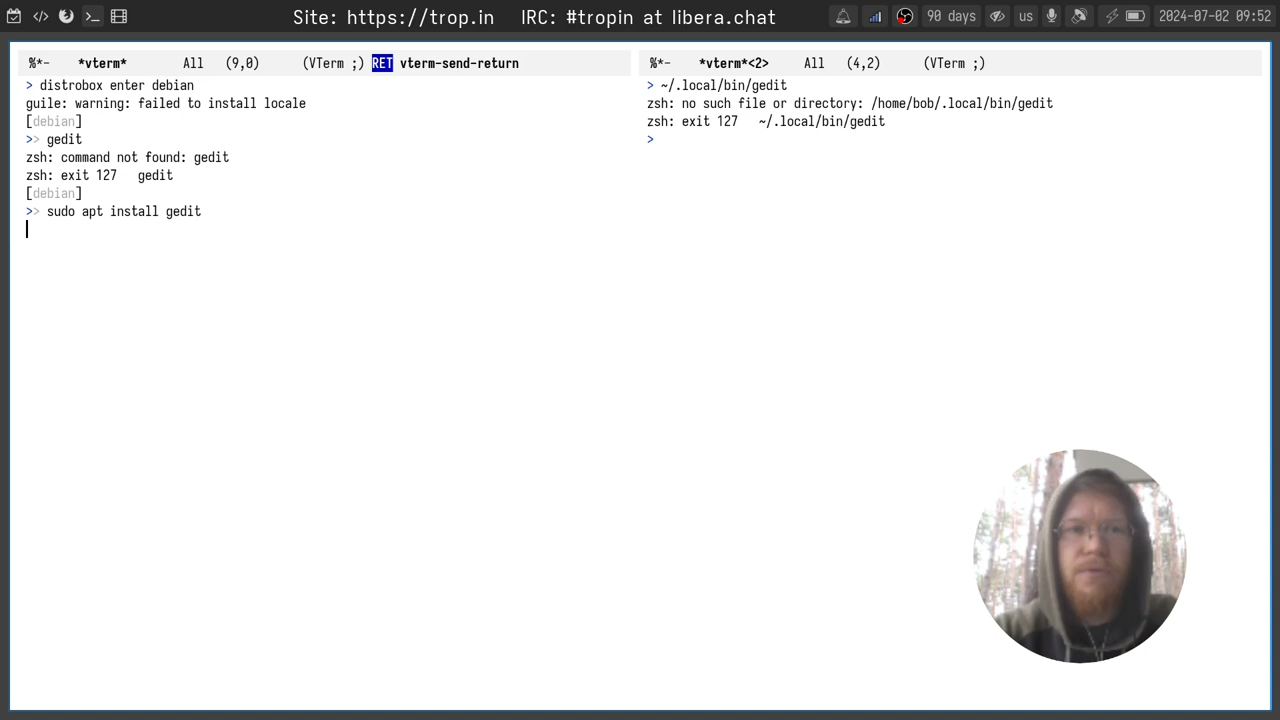 Site: https://trop.in IRC: #tropin at libera.chat
90 days
us
2024-07-02 09:52
%*- *vterm* All (9,0) (VTerm ;) RET vterm-send-return
> distrobox enter debian
guile: warning: failed to install locale
[debian]
>> gedit
zsh: command not found: gedit
zsh: exit 127 gedit
[debian]
>> sudo apt install gedit
%*- *vterm*<2> All (4,2) (VTerm ;)
> ~/.local/bin/gedit
zsh: no such file or directory: /home/bob/.local/bin/gedit
zsh: exit 127 ~/.local/bin/gedit
>